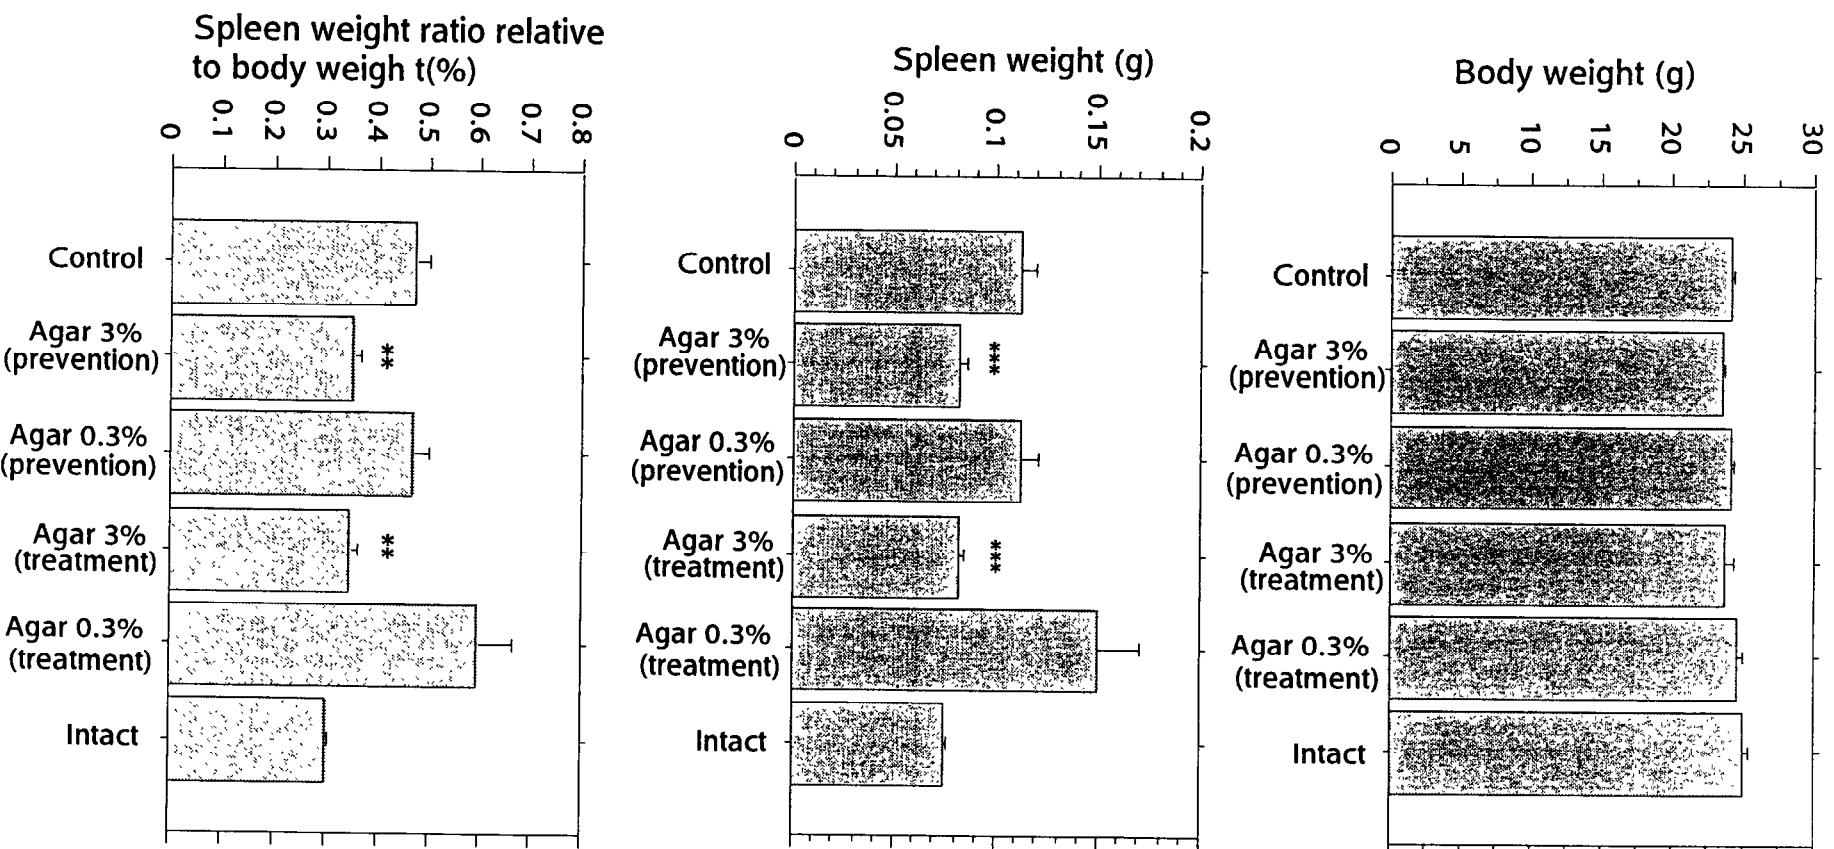 Spleen weight ratio relative
to body weigh t(%)
0
0.1
0.2
0.3
0.4
0.5
0.6
0.7
0.8
Control
Agar 3%
(prevention)
**
Agar 0.3%
(prevention)
Agar 3%
(treatment)
**
Agar 0.3%
(treatment)
Intact
Spleen weight (g)
0
0.05
0.1
0.15
0.2
Control
Agar 3%
(prevention)
***
Agar 0.3%
(prevention)
Agar 3%
(treatment)
***
Agar 0.3%
(treatment)
Intact
Body weight (g)
0
5
10
15
20
25
30
Control
Agar 3%
(prevention)
Agar 0.3%
(prevention)
Agar 3%
(treatment)
Agar 0.3%
(treatment)
Intact